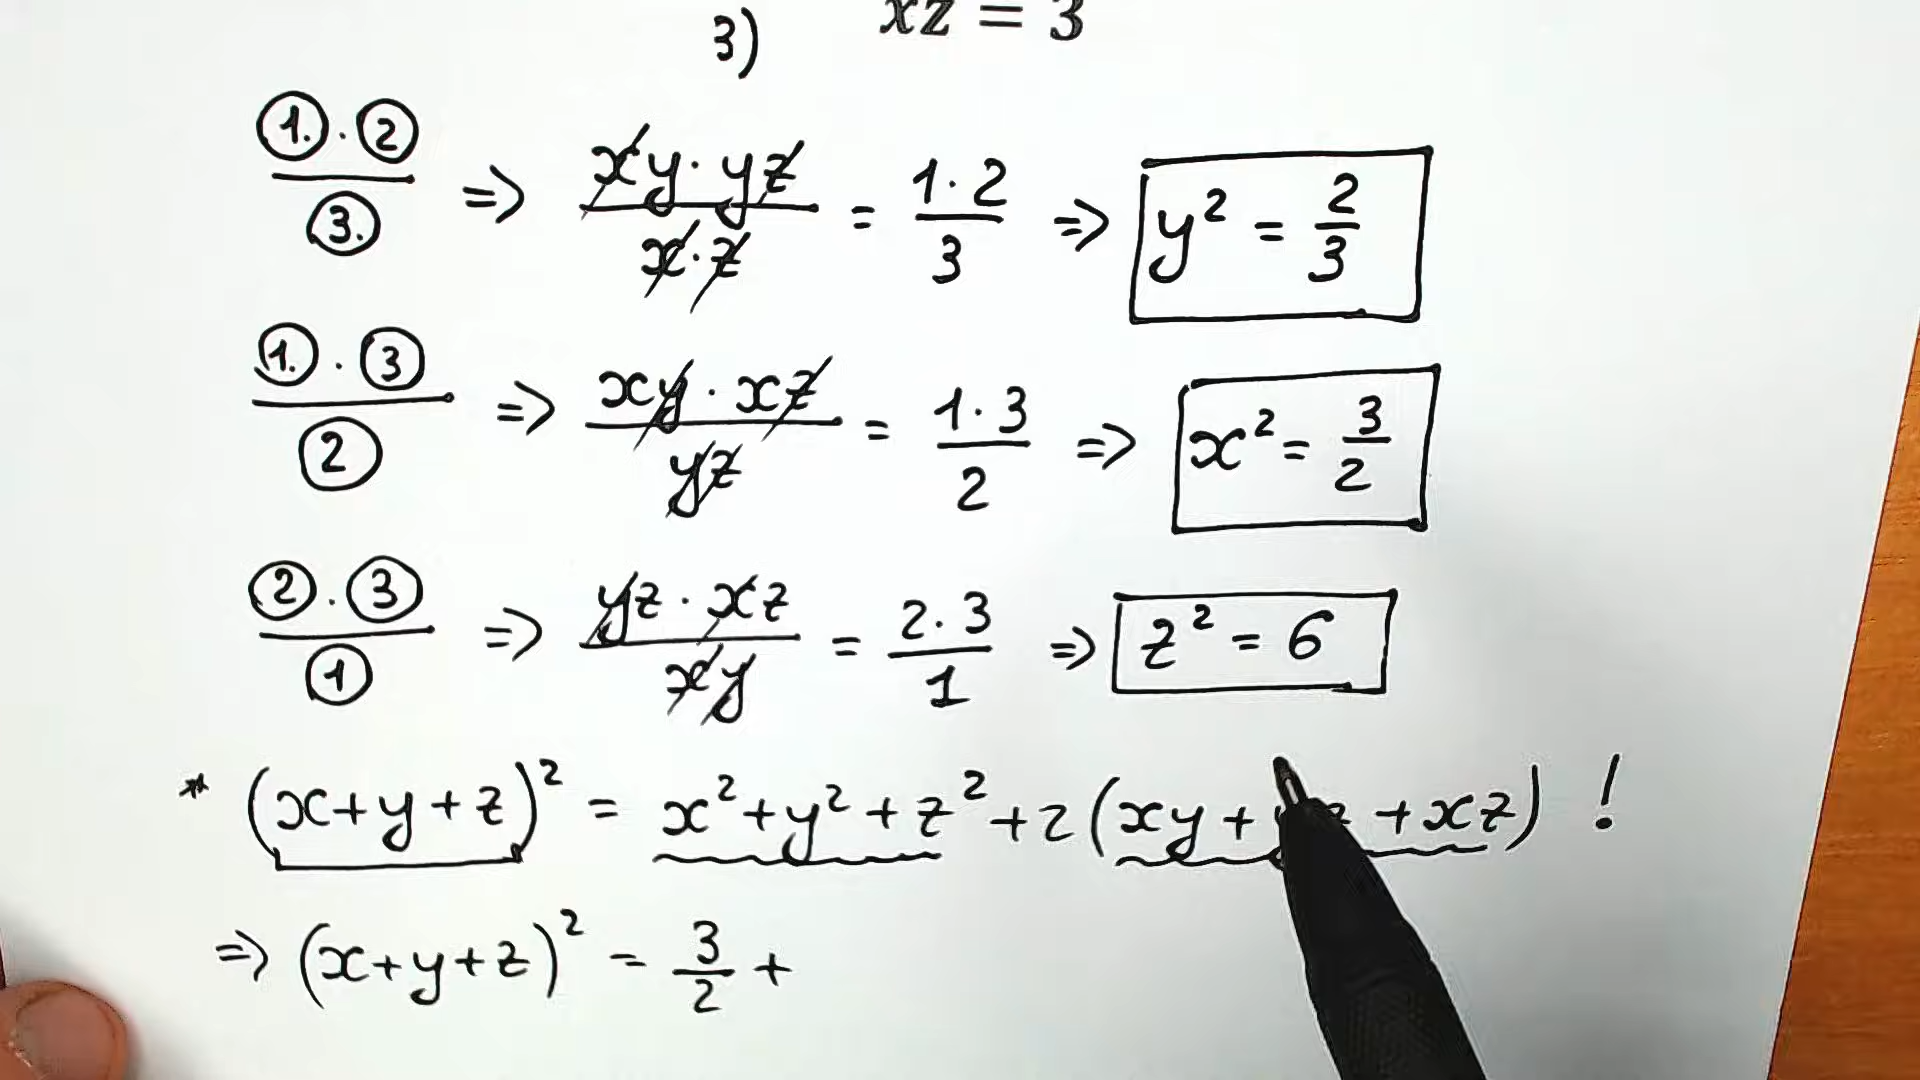 3) xz = 3
(1.) · (2) / (3.) => xy · yz / x · z = 1 · 2 / 3 => y² = 2/3
(1.) · (3) / (2) => xy · xz / yz = 1 · 3 / 2 => x² = 3/2
(2) · (3) / (1) => yz · xz / xy = 2 · 3 / 1 => z² = 6
* (x+y+z)² = x²+y²+z²+2(xy+ +xz) !
=> (x+y+z)² = 3/2 +